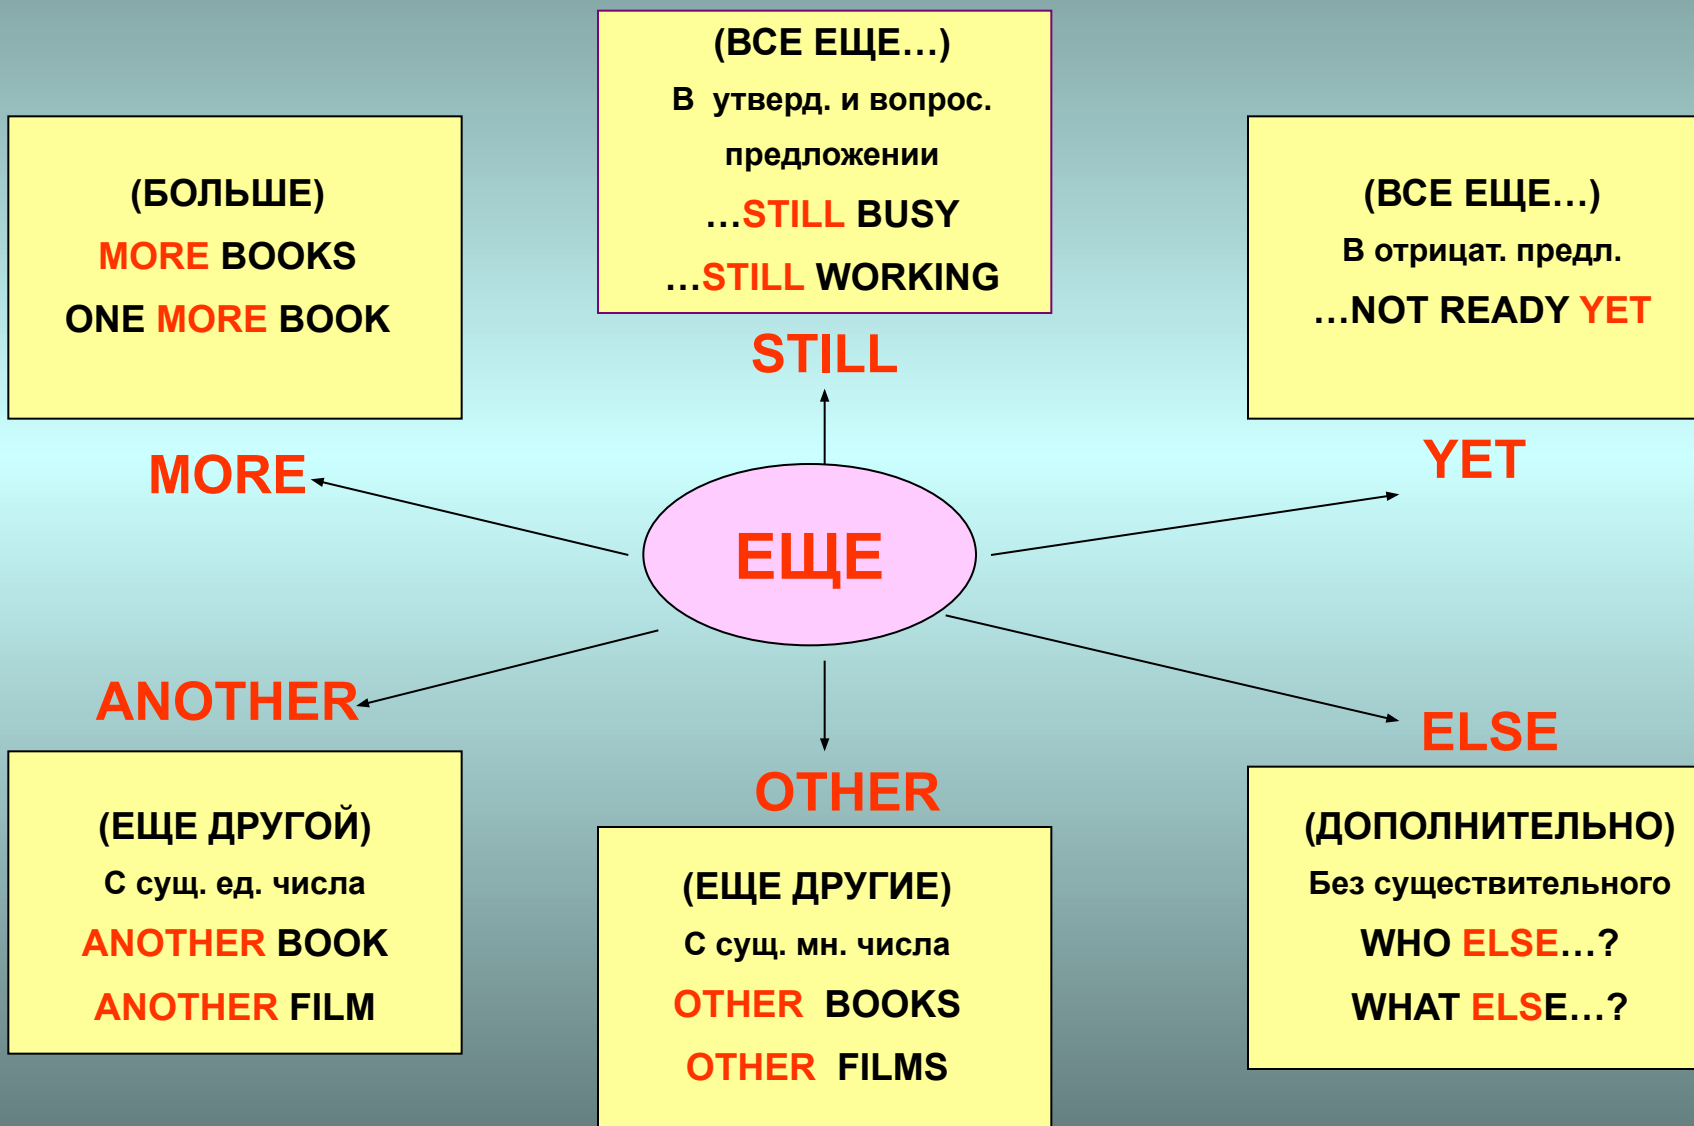 (БОЛЬШЕ)
MORE BOOKS
ONE MORE BOOK
MORE
(ВСЕ ЕЩЕ…)
В утверд. и вопрос.
предложении
…STILL BUSY
…STILL WORKING
STILL
(ВСЕ ЕЩЕ…)
В отрицат. предл.
…NOT READY YET
YET
ЕЩЕ
ANOTHER
(ЕЩЕ ДРУГОЙ)
С сущ. ед. числа
ANOTHER BOOK
ANOTHER FILM
OTHER
(ЕЩЕ ДРУГИЕ)
С сущ. мн. числа
OTHER BOOKS
OTHER FILMS
ELSE
(ДОПОЛНИТЕЛЬНО)
Без существительного
WHO ELSE…?
WHAT ELSE…?